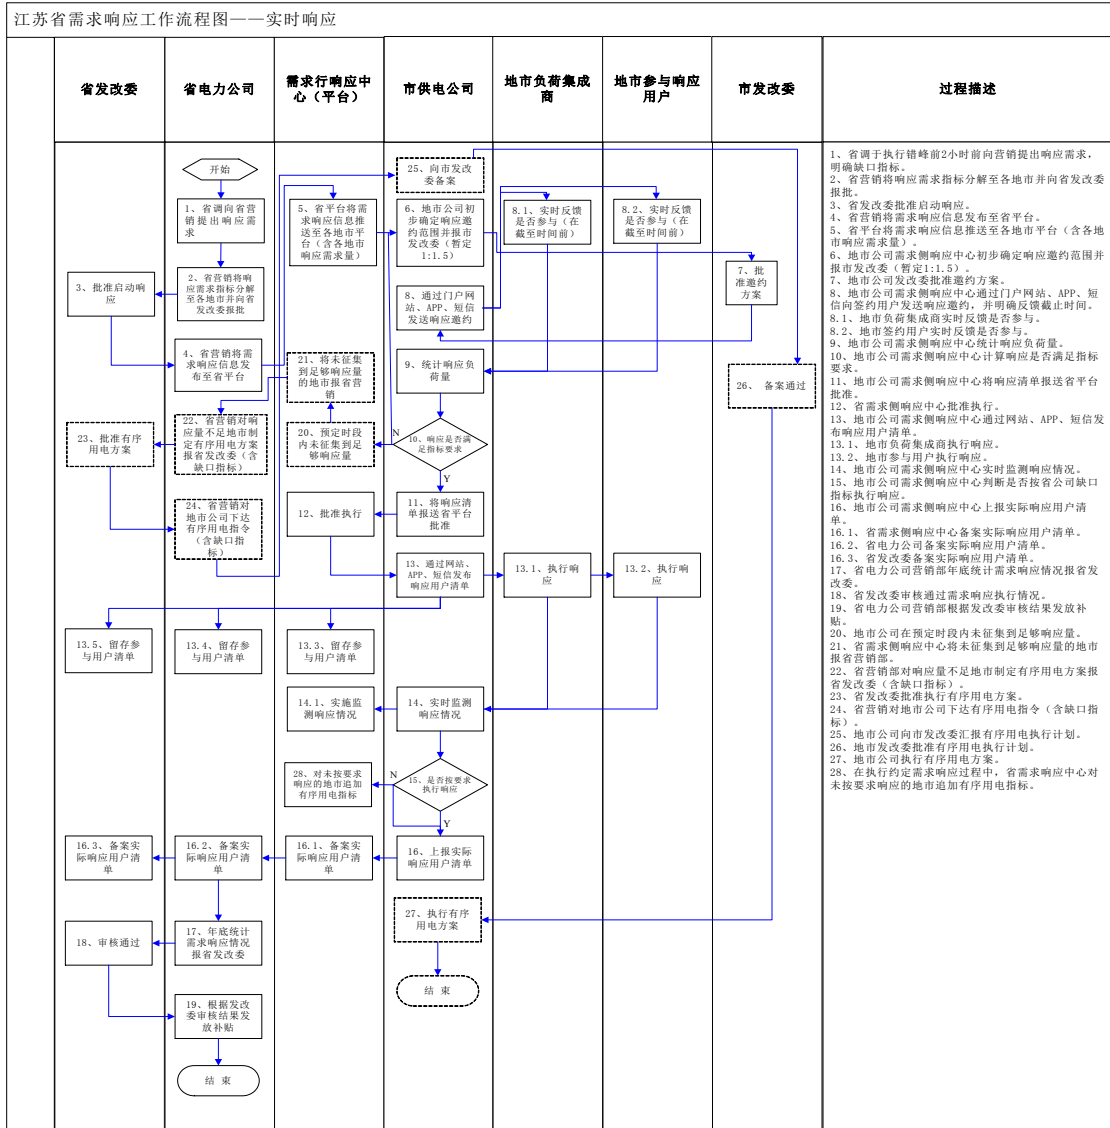 江苏省需求响应工作流程图——实时响应
省发改委
省电力公司
需求行响应中
心（平台）
市供电公司
地市负荷集成
商
地市参与响应
用户
市发改委
过程描述
开始
1、省调向省营
销提出响应需
求
2、省营销将响
应需求指标分解
至各地市并向省
发改委报批
3、批准启动响
应
4、省营销将需
求响应信息发
布至省平台
5、省平台将需
求响应信息推
送至各地市平
台（含各地市
响应需求量）
25、向市发改
委备案
6、地市公司初
步确定响应邀
约范围并报市
发改委（暂定
1:1.5）
8.1、实时反馈
是否参与（在
截至时间前）
8.2、实时反馈
是否参与（在
截至时间前）
7、批
准邀约
方案
8、通过门户网
站、APP、短信
发送响应邀约
9、统计响应负
荷量
21、将未征集
到足够响应量
的地市报省营
销
26、 备案通过
22、省营销对响
应量不足地市制
定有序用电方案
报省发改委（含
缺口指标）
23、批准有序
用电方案
20、预定时段
内未征集到足
够响应量
N
10、响应是否满
足指标要求
Y
24、省营销对
地市公司下达
有序用电指令
（含缺口指
标）
12、批准执行
11、将响应清
单报送省平台
批准
13、通过网站、
APP、短信发布
响应用户清单
13.1、执行响
应
13.2、执行响
应
13.5、留存参
与用户清单
13.4、留存参
与用户清单
13.3、留存参
与用户清单
14.1、实施监
测响应情况
14、实时监测
响应情况
28、对未按要求
响应的地市追加
有序用电指标
N
15、是否按要求
执行响应
Y
16.3、备案实
际响应用户清
单
16.2、备案实
际响应用户清
单
16.1、备案实
际响应用户清
单
16、上报实际
响应用户清单
27、执行有序
用电方案
18、审核通过
17、年底统计
需求响应情况
报省发改委
结 束
19、根据发改
委审核结果发
放补贴
结 束
1、省调于执行错峰前2小时前向营销提出响应需求，
明确缺口指标。
2、省营销将响应需求指标分解至各地市并向省发改委
报批。
3、省发改委批准启动响应。
4、省营销将需求响应信息发布至省平台。
5、省平台将需求响应信息推送至各地市平台（含各地
市响应需求量）。
6、地市公司需求侧响应中心初步确定响应邀约范围并
报市发改委（暂定1:1.5）。
7、地市公司发改委批准邀约方案。
8、地市公司需求侧响应中心通过门户网站、APP、短
信向签约用户发送响应邀约，并明确反馈截止时间。
8.1、地市负荷集成商实时反馈是否参与。
8.2、地市签约用户实时反馈是否参与。
9、地市公司需求侧响应中心统计响应负荷量。
10、地市公司需求侧响应中心计算响应是否满足指标
要求。
11、地市公司需求侧响应中心将响应清单报送省平台
批准。
12、省需求侧响应中心批准执行。
13、地市公司需求侧响应中心通过网站、APP、短信发
布响应用户清单。
13.1、地市负荷集成商执行响应。
13.2、地市参与用户执行响应。
14、地市公司需求侧响应中心实时监测响应情况。
15、地市公司需求侧响应中心判断是否按省公司缺口
指标执行响应。
16、地市公司需求侧响应中心上报实际响应用户清
单。
16.1、省需求侧响应中心备案实际响应用户清单。
16.2、省电力公司备案实际响应用户清单。
16.3、省发改委备案实际响应用户清单。
17、省电力公司营销部年底统计需求响应情况报省发
改委。
18、省发改委审核通过需求响应执行情况。
19、省电力公司营销部根据发改委审核结果发放补
贴。
20、地市公司在预定时段内未征集到足够响应量。
21、省需求侧响应中心将未征集到足够响应量的地市
报省营销部。
22、省营销部对响应量不足地市制定有序用电方案报
省发改委（含缺口指标）。
23、省发改委批准执行有序用电方案。
24、省营销对地市公司下达有序用电指令（含缺口指
标）。
25、地市公司向市发改委汇报有序用电执行计划。
26、地市发改委批准有序用电执行计划。
27、地市公司执行有序用电方案。
28、在执行约定需求响应过程中，省需求响应中心对
未按要求响应的地市追加有序用电指标。